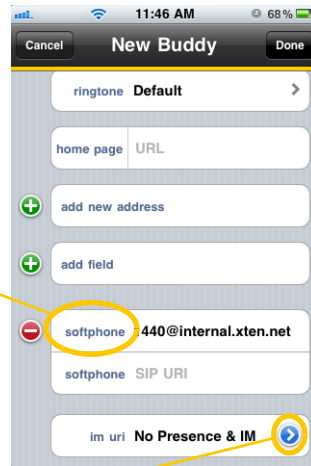 11:46 AM 68%
Cancel New Buddy Done
ringtone Default
home page URL
add new address
add field
softphone 440@internal.xten.net
softphone SIP URI
im uri No Presence & IM